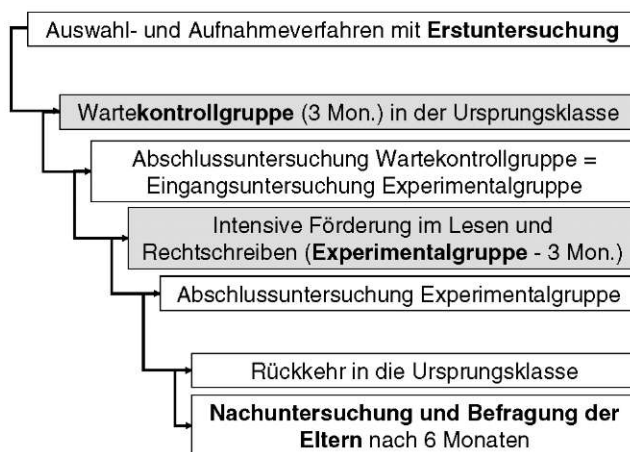 Auswahl- und Aufnahmeverfahren mit Erstuntersuchung
Wartekontrollgruppe (3 Mon.) in der Ursprungsklasse
Abschlussuntersuchung Wartekontrollgruppe =
Eingangsuntersuchung Experimentalgruppe
Intensive Förderung im Lesen und
Rechtschreiben (Experimentalgruppe - 3 Mon.)
Abschlussuntersuchung Experimentalgruppe
Rückkehr in die Ursprungsklasse
Nachuntersuchung und Befragung der
Eltern nach 6 Monaten